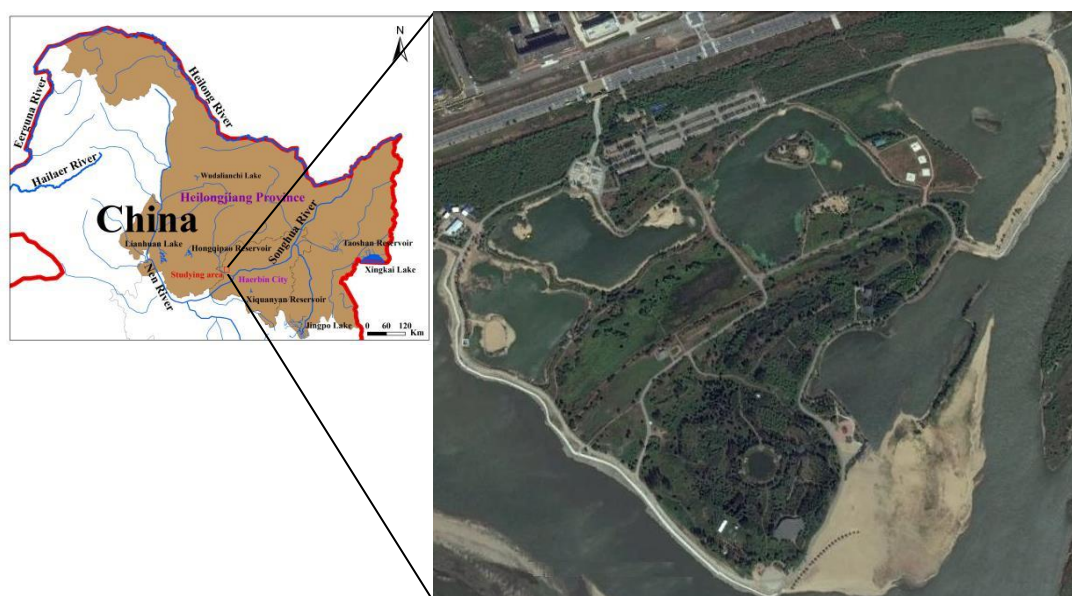 N
Heilong River
Eerguna River
Hailaer River
Wudalianchi Lake
Heilongjiang Province
China
Songhua River
Lianhuan Lake
Hongqipao Reservoir
Taoshan Reservoir
Nen River
Studying area
Haerbin City
Xingkai Lake
Xiquanyan Reservoir
Jingpo Lake
0 60 120
Km